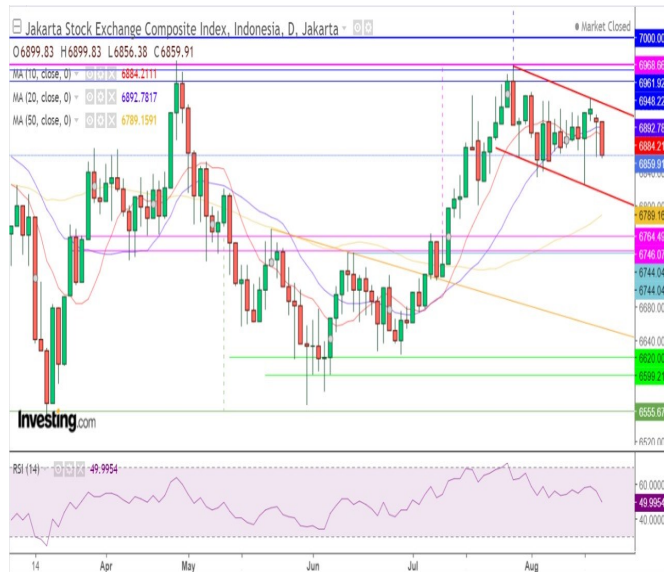 Jakarta Stock Exchange Composite Index, Indonesia, D, Jakarta
Market Closed
O6899.83 H6899.83 L6856.38 C6859.91
MA (10, close, 0) 6884.2111
MA (20, close, 0) 6892.7817
MA (50, close, 0) 6789.1591
7000.00
6968.66
6961.92
6948.22
6892.78
6884.21
6859.91
6840.00
6800.00
6789.16
6764.49
6746.07
6744.04
6744.04
6680.00
6640.00
6620.00
6599.21
6555.67
6520.00
Investing.com
RSI (14) 49.9954
60.0000
49.9954
40.0000
14 Apr May Jun Jul Aug